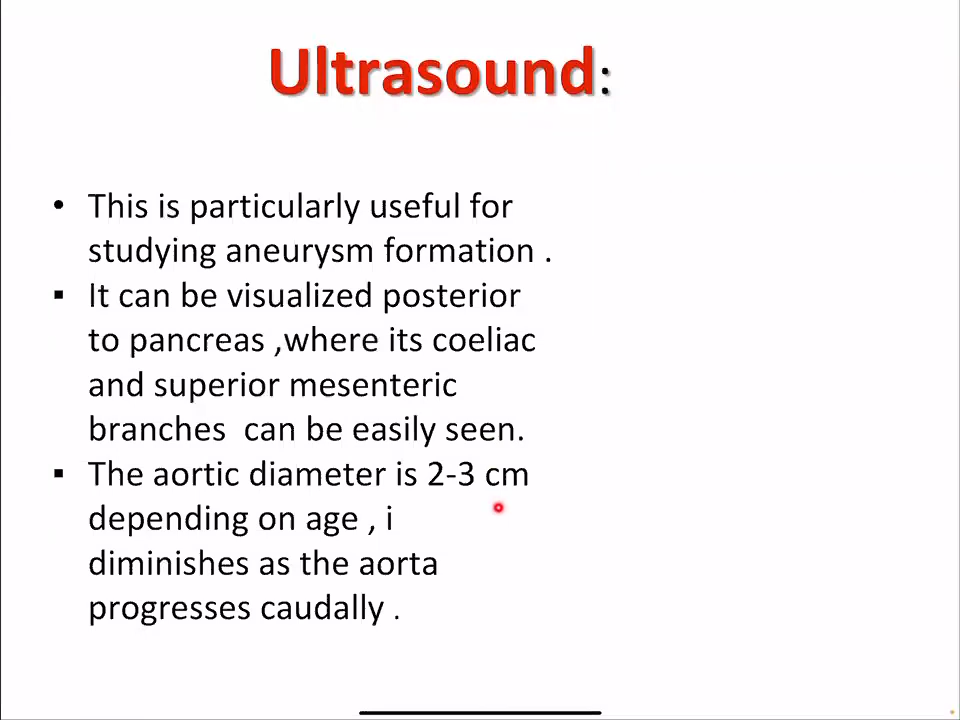 Ultrasound:
• This is particularly useful for
studying aneurysm formation .
▪ It can be visualized posterior
to pancreas ,where its coeliac
and superior mesenteric
branches  can be easily seen.
▪ The aortic diameter is 2-3 cm
depending on age , i
diminishes as the aorta
progresses caudally .